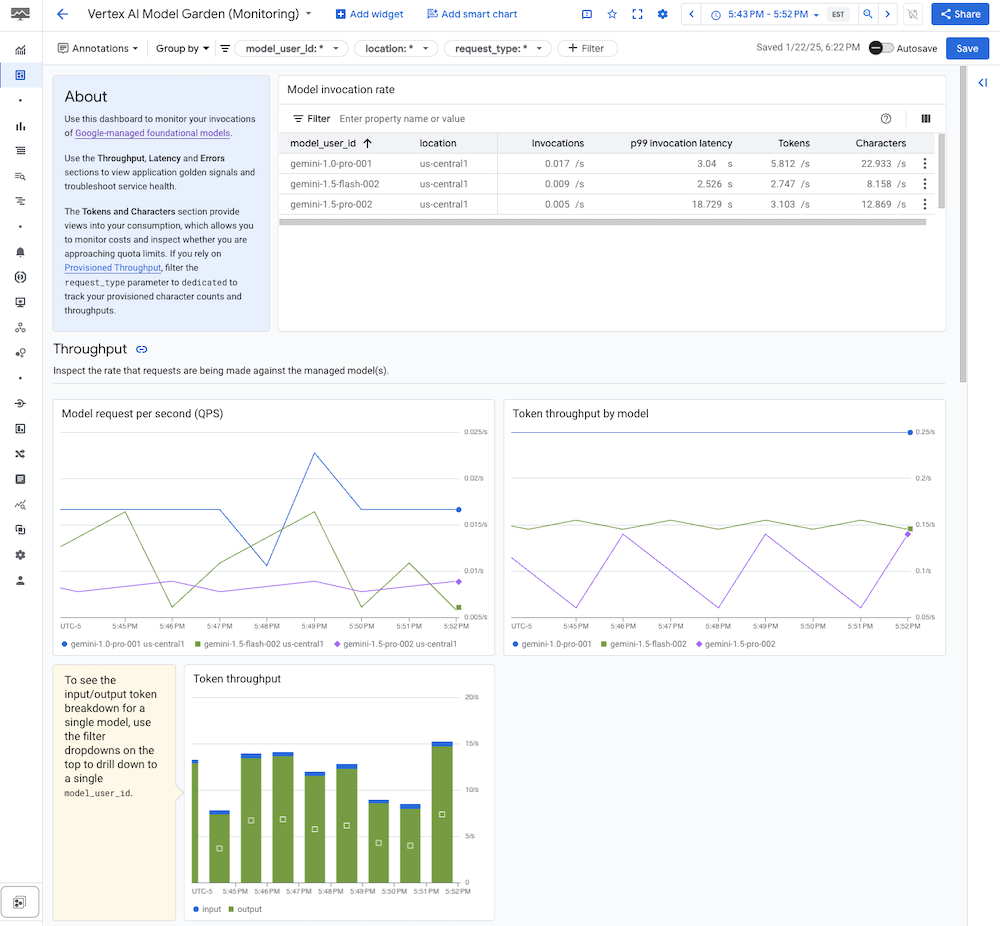 Vertex AI Model Garden (Monitoring)
Add widget
Add smart chart
5:43 PM - 5:52 PM
EST
Share
Annotations
Group by
model_user_id: *
location: *
request_type: *
Filter
Saved 1/22/25, 6:22 PM
Autosave
Save
About
Use this dashboard to monitor your invocations
of Google-managed foundational models.
Use the Throughput, Latency and Errors
sections to view application golden signals and
troubleshoot service health.
The Tokens and Characters section provide
views into your consumption, which allows you
to monitor costs and inspect whether you are
approaching quota limits. If you rely on
Provisioned Throughput, filter the
request_type parameter to dedicated to
track your provisioned character counts and
throughputs.
Model invocation rate
Filter Enter property name or value
model_user_id location Invocations p99 invocation latency Tokens Characters
gemini-1.0-pro-001 us-central1 0.017 /s 3.04 s 5.812 /s 22.933 /s
gemini-1.5-flash-002 us-central1 0.009 /s 2.526 s 2.747 /s 8.158 /s
gemini-1.5-pro-002 us-central1 0.005 /s 18.729 s 3.103 /s 12.869 /s
Throughput
Inspect the rate that requests are being made against the managed model(s).
Model request per second (QPS)
0.025/s
0.02/s
0.015/s
0.01/s
0.005/s
UTC-5 5:45 PM 5:46 PM 5:47 PM 5:48 PM 5:49 PM 5:50 PM 5:51 PM 5:52 PM
gemini-1.0-pro-001 us-central1 gemini-1.5-flash-002 us-central1 gemini-1.5-pro-002 us-central1
Token throughput by model
0.25/s
0.2/s
0.15/s
0.1/s
0.05/s
UTC-5 5:45 PM 5:46 PM 5:47 PM 5:48 PM 5:49 PM 5:50 PM 5:51 PM 5:52 PM
gemini-1.0-pro-001 gemini-1.5-flash-002 gemini-1.5-pro-002
To see the
input/output token
breakdown for a
single model, use
the filter
dropdowns on the
top to drill down to
a single
model_user_id.
Token throughput
20/s
15/s
10/s
5/s
0
UTC-5 5:45 PM 5:46 PM 5:47 PM 5:48 PM 5:49 PM 5:50 PM 5:51 PM 5:52 PM
input output